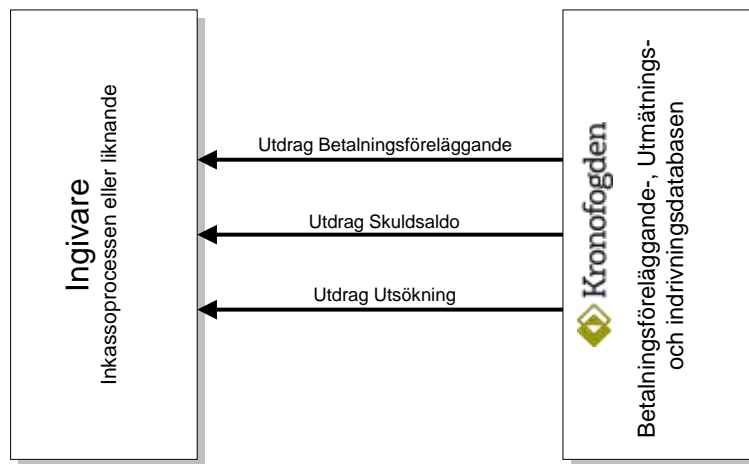 Ingivare
Inkassoprocessen eller liknande
Utdrag Betalningsföreläggande
Utdrag Skuldsaldo
Utdrag Utsökning
Kronofogden
Betalningsföreläggande-, Utmätnings-
och indrivningsdatabasen